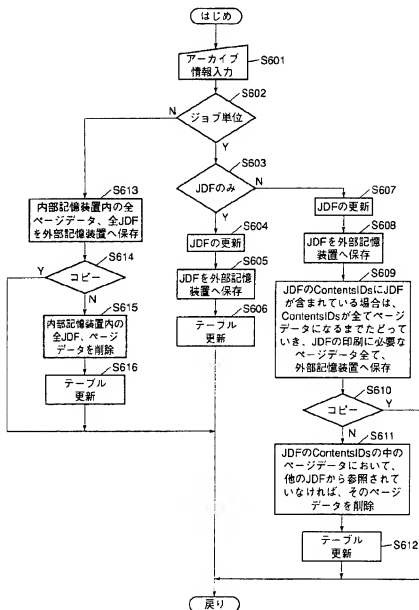 はじめ
S601
アーカイブ
情報入力
S602
ジョブ単位
N
Y
S603
JDFのみ
N
Y
S613
内部記憶装置内の全
ページデータ、全JDF
を外部記憶装置へ保存
S614
コピー
Y
N
S615
内部記憶装置内の
全JDF、ページ
データを削除
S616
テーブル
更新
S604
JDFの更新
S605
JDFを外部記憶
装置へ保存
S606
テーブル
更新
S607
JDFの更新
S608
JDFを外部記憶
装置へ保存
S609
JDFのContentsIDsにJDF
が含まれている場合は、
ContentsIDsが全てページ
データになるまでたどって
いき、JDFの印刷に必要な
ページデータ全て、
外部記憶装置へ保存
S610
コピー
Y
N
S611
JDFのContentsIDsの中の
ページデータにおいて、
他のJDFから参照されて
いなければ、そのページ
データを削除
S612
テーブル
更新
戻り